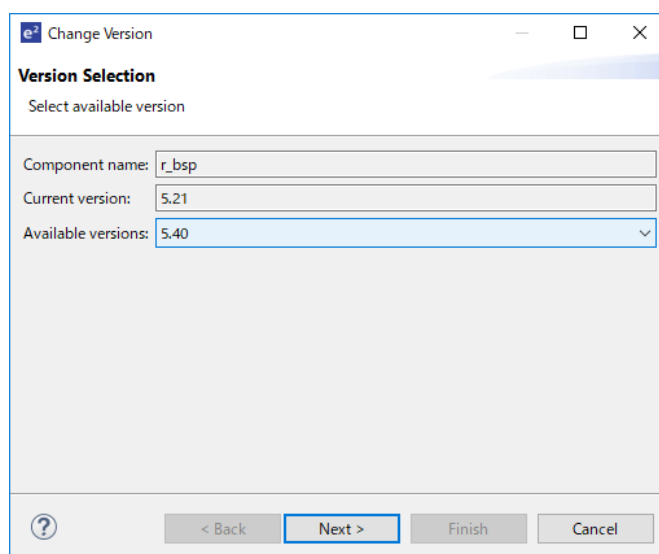 e² Change Version
Version Selection
Select available version
Component name: r_bsp
Current version: 5.21
Available versions: 5.40
? < Back Next > Finish Cancel